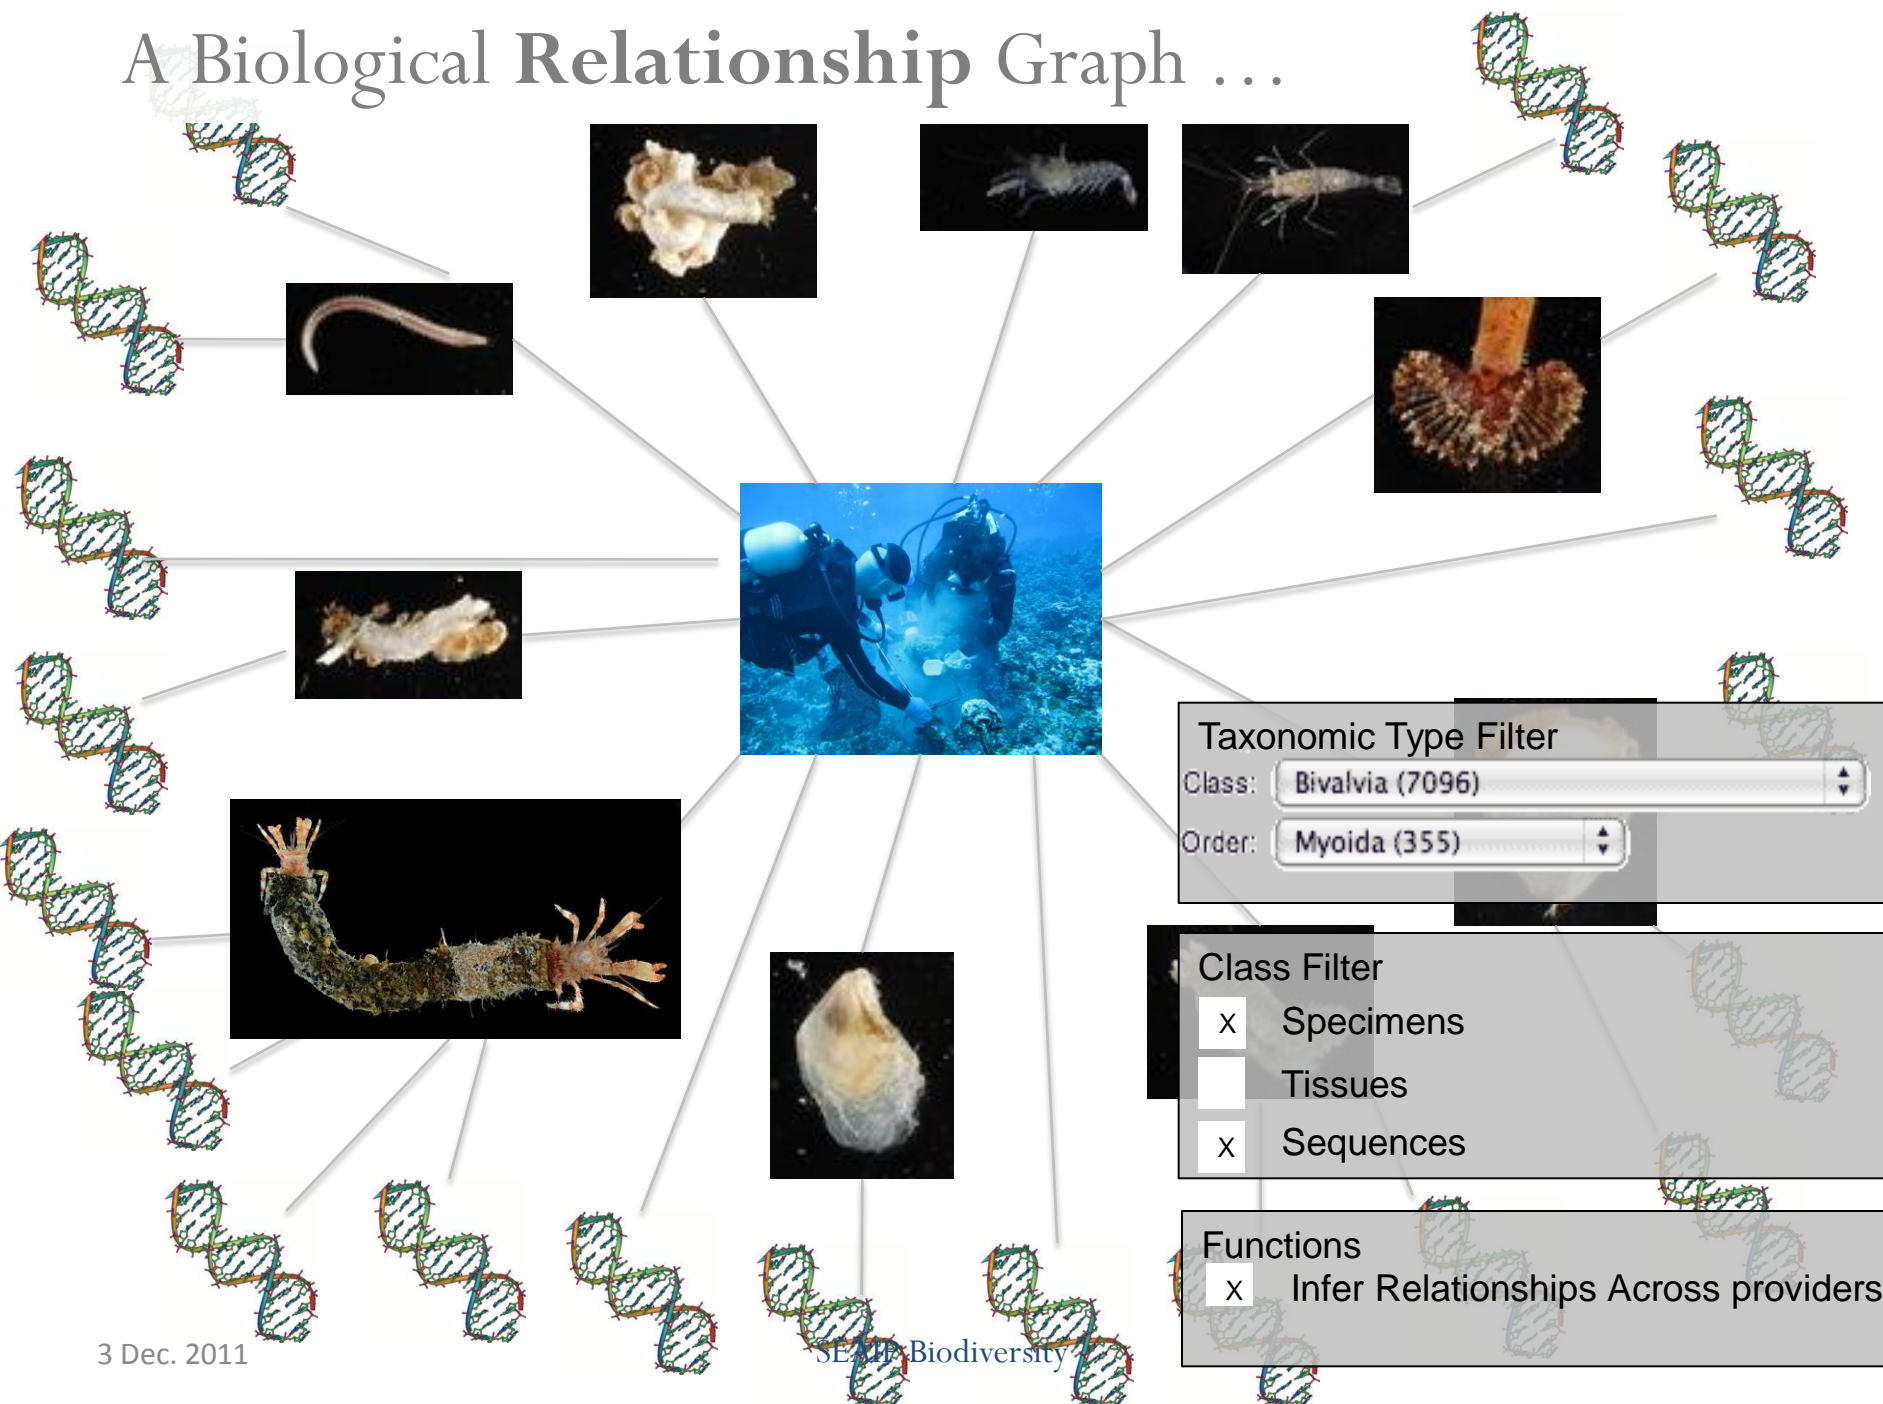 A Biological Relationship Graph …
Taxonomic Type Filter
Class: Bivalvia (7096)
Order: Myoida (355)
Class Filter
X Specimens
Tissues
X Sequences
Functions
X Infer Relationships Across providers
3 Dec. 2011
SEAIP Biodiversity